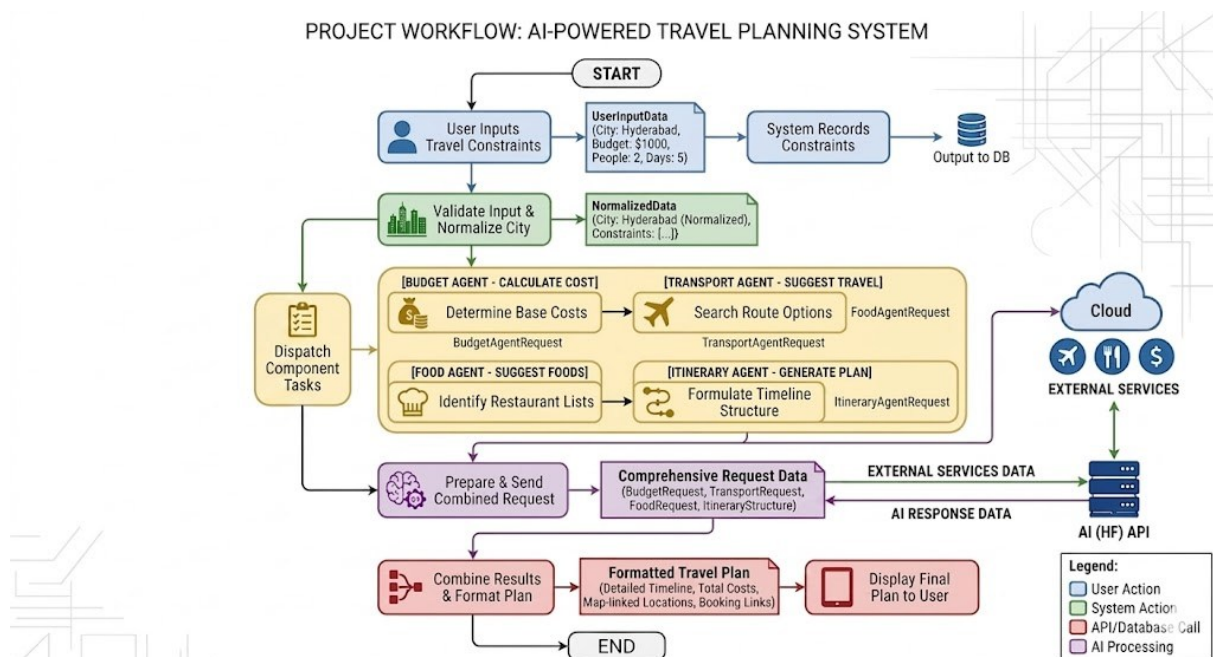 PROJECT WORKFLOW: AI-POWERED TRAVEL PLANNING SYSTEM
START
User Inputs
Travel Constraints
UserInputData
(City: Hyderabad,
Budget: $1000,
People: 2, Days: 5)
System Records
Constraints
Output to DB
Validate Input &
Normalize City
NormalizedData
(City: Hyderabad (Normalized),
Constraints: [...]}
Dispatch
Component
Tasks
[BUDGET AGENT - CALCULATE COST]
Determine Base Costs
BudgetAgentRequest
[TRANSPORT AGENT - SUGGEST TRAVEL]
Search Route Options
FoodAgentRequest
TransportAgentRequest
[FOOD AGENT - SUGGEST FOODS]
Identify Restaurant Lists
[ITINERARY AGENT - GENERATE PLAN]
Formulate Timeline
Structure
ItineraryAgentRequest
Cloud
$
EXTERNAL SERVICES
Prepare & Send
Combined Request
Comprehensive Request Data
(BudgetRequest, TransportRequest,
FoodRequest, ItineraryStructure)
EXTERNAL SERVICES DATA
AI RESPONSE DATA
AI (HF) API
Combine Results
& Format Plan
Formatted Travel Plan
(Detailed Timeline, Total Costs,
Map-linked Locations, Booking Links)
Display Final
Plan to User
END
Legend:
User Action
System Action
API/Database Call
AI Processing